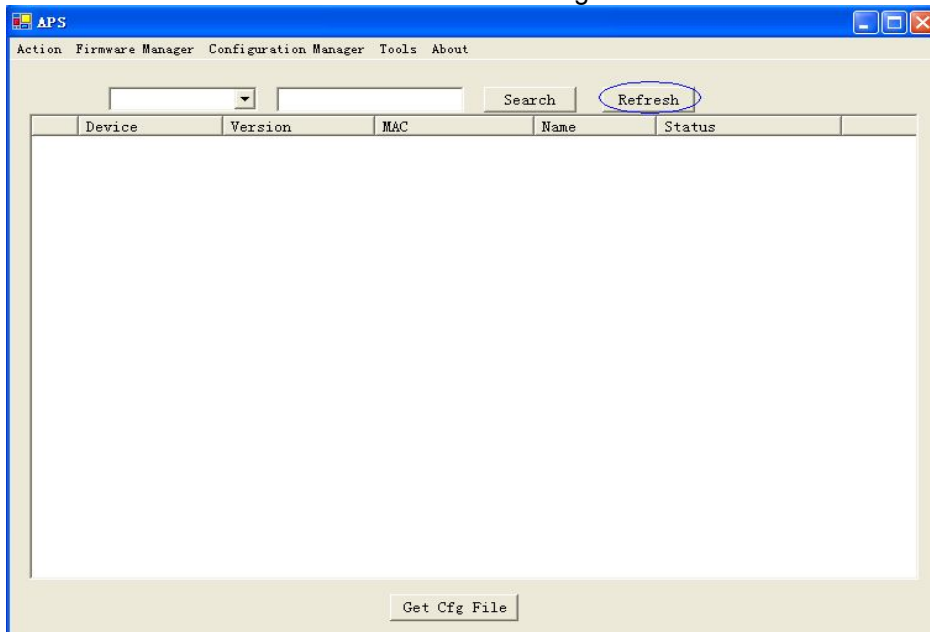 APS
Action Firmware Manager Configuration Manager Tools About
Search Refresh
Device Version MAC Name Status
Get Cfg File